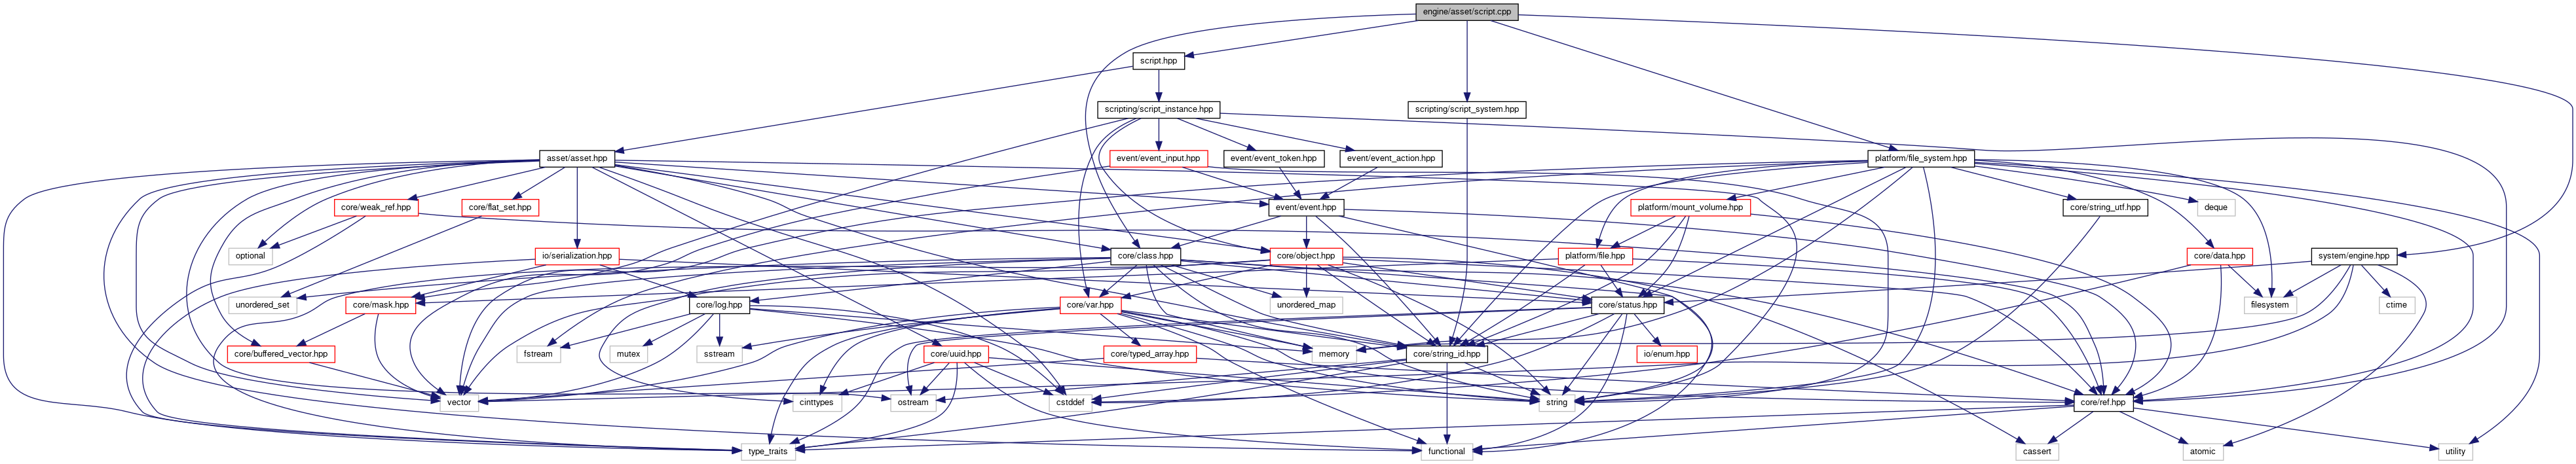 engine/asset/script.cpp
script.hpp
scripting/script_instance.hpp
scripting/script_system.hpp
asset/asset.hpp
event/event_input.hpp
event/event_token.hpp
event/event_action.hpp
platform/file_system.hpp
core/weak_ref.hpp
core/flat_set.hpp
event/event.hpp
platform/mount_volume.hpp
core/string_utf.hpp
deque
optional
io/serialization.hpp
core/class.hpp
core/object.hpp
platform/file.hpp
core/data.hpp
system/engine.hpp
unordered_set
core/mask.hpp
core/log.hpp
core/var.hpp
unordered_map
core/status.hpp
filesystem
ctime
core/buffered_vector.hpp
fstream
mutex
sstream
core/uuid.hpp
core/typed_array.hpp
memory
core/string_id.hpp
io/enum.hpp
vector
cinttypes
ostream
cstddef
string
core/ref.hpp
type_traits
functional
cassert
atomic
utility